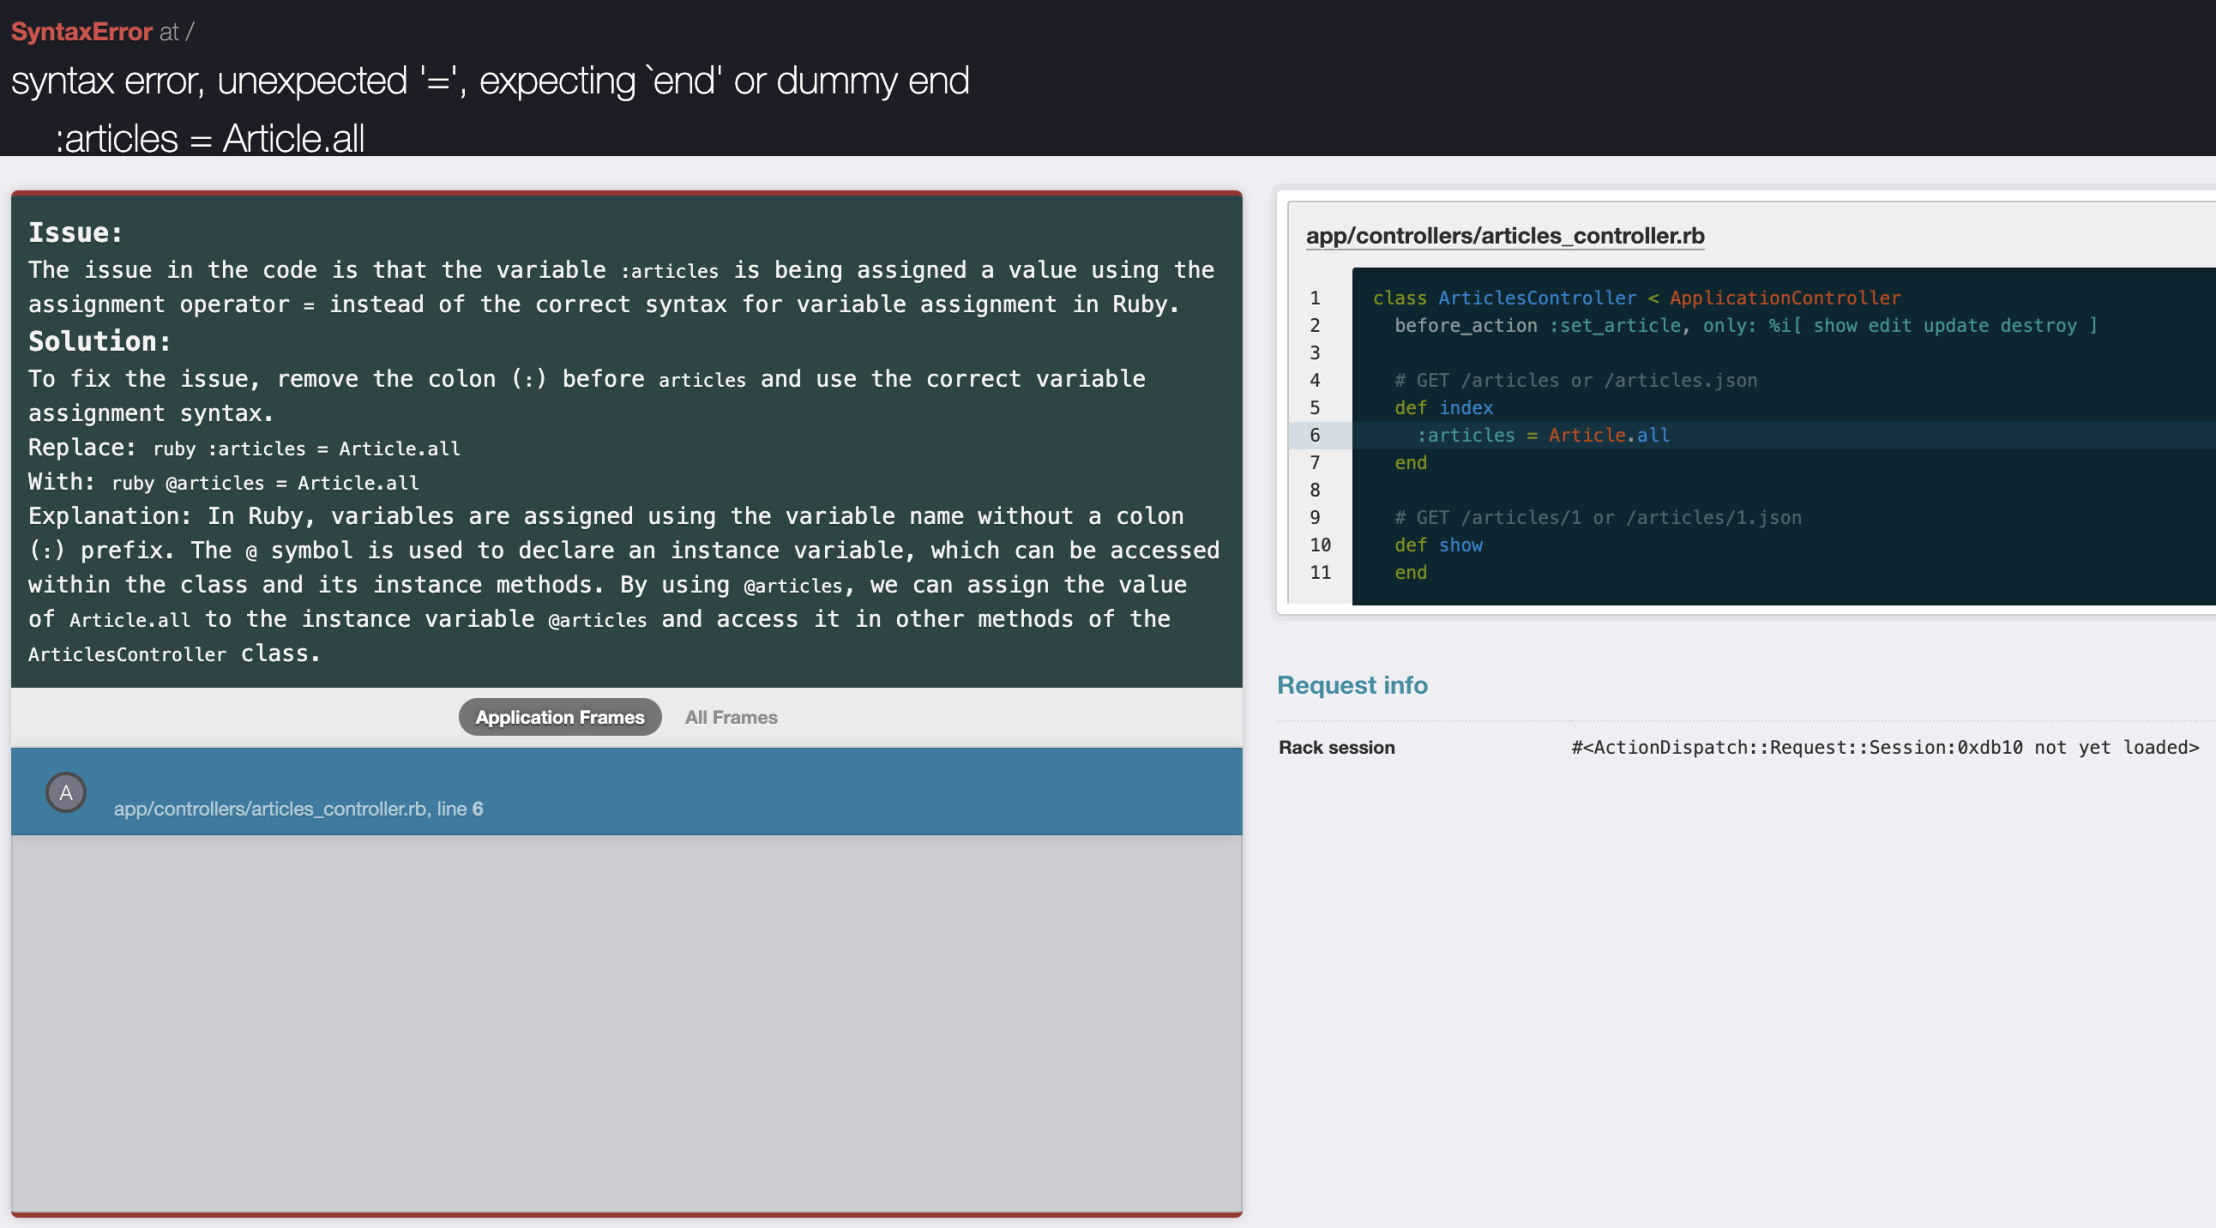 SyntaxError at /
syntax error, unexpected '=', expecting `end' or dummy end
:articles = Article.all
Issue:
The issue in the code is that the variable :articles is being assigned a value using the
assignment operator = instead of the correct syntax for variable assignment in Ruby.
Solution:
To fix the issue, remove the colon (:) before articles and use the correct variable
assignment syntax.
Replace: ruby :articles = Article.all
With: ruby @articles = Article.all
Explanation: In Ruby, variables are assigned using the variable name without a colon
(:) prefix. The @ symbol is used to declare an instance variable, which can be accessed
within the class and its instance methods. By using @articles, we can assign the value
of Article.all to the instance variable @articles and access it in other methods of the
ArticlesController class.
Application Frames All Frames
A
app/controllers/articles_controller.rb, line 6
app/controllers/articles_controller.rb
1 class ArticlesController < ApplicationController
2 before_action :set_article, only: %i[ show edit update destroy ]
3
4 # GET /articles or /articles.json
5 def index
6 :articles = Article.all
7 end
8
9 # GET /articles/1 or /articles/1.json
10 def show
11 end
Request info
Rack session #<ActionDispatch::Request::Session:0xdb10 not yet loaded>